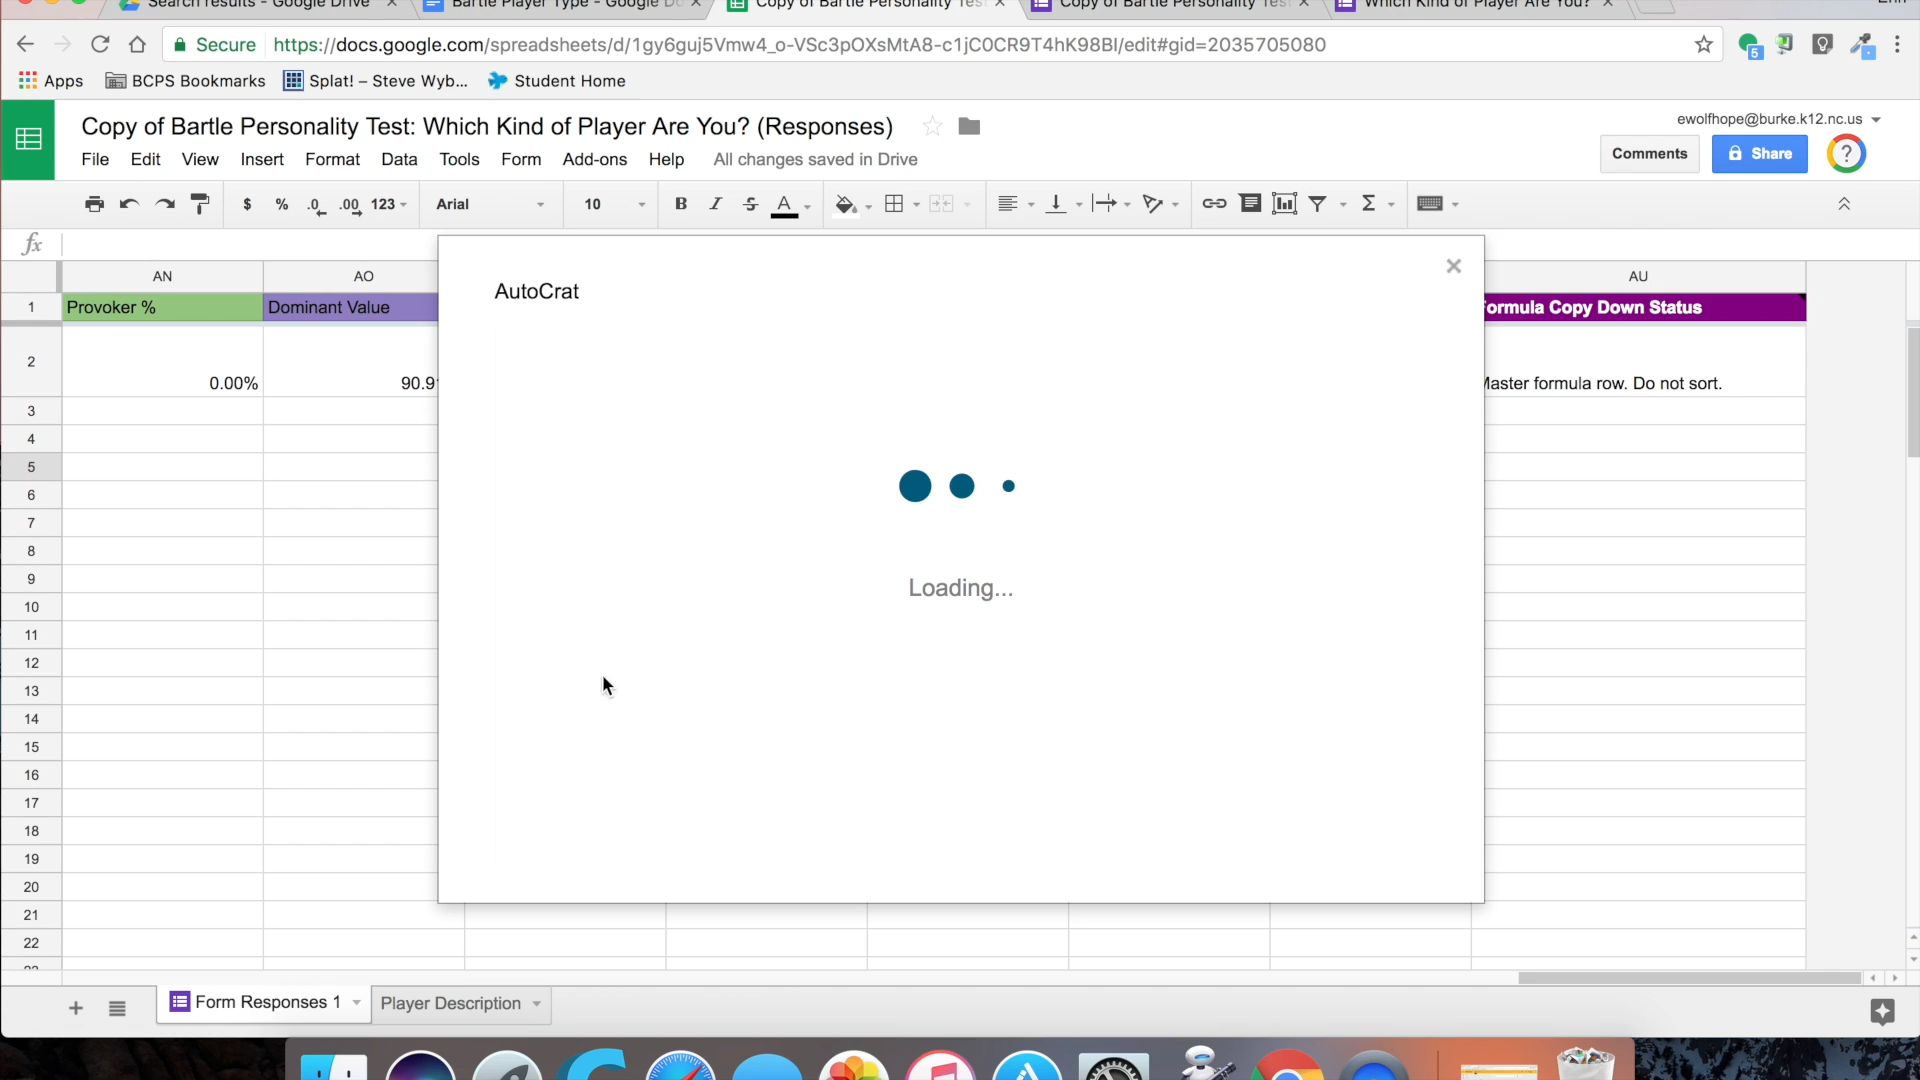 Search results - Google Drive
Bartle Player Type - Google Do
Copy of Bartle Personality Tes
Copy of Bartle Personality Tes
Which Kind of Player Are You?
Erin
Secure https://docs.google.com/spreadsheets/d/1gy6guj5Vmw4_o-VSc3pOXsMtA8-c1jC0CR9T4hK98BI/edit#gid=2035705080
5
Apps BCPS Bookmarks Splat! – Steve Wyb... Student Home
Copy of Bartle Personality Test: Which Kind of Player Are You? (Responses)
ewolfhope@burke.k12.nc.us
File Edit View Insert Format Data Tools Form Add-ons Help All changes saved in Drive
Comments Share ?
$ % .0 .00 123 Arial 10 B I S A Σ
fx
AN AO AU
1 Provoker % Dominant Value ormula Copy Down Status
2 0.00% 90.9 Master formula row. Do not sort.
AutoCrat
Loading...
3
4
5
6
7
8
9
10
11
12
13
14
15
16
17
18
19
20
21
22
Form Responses 1 Player Description